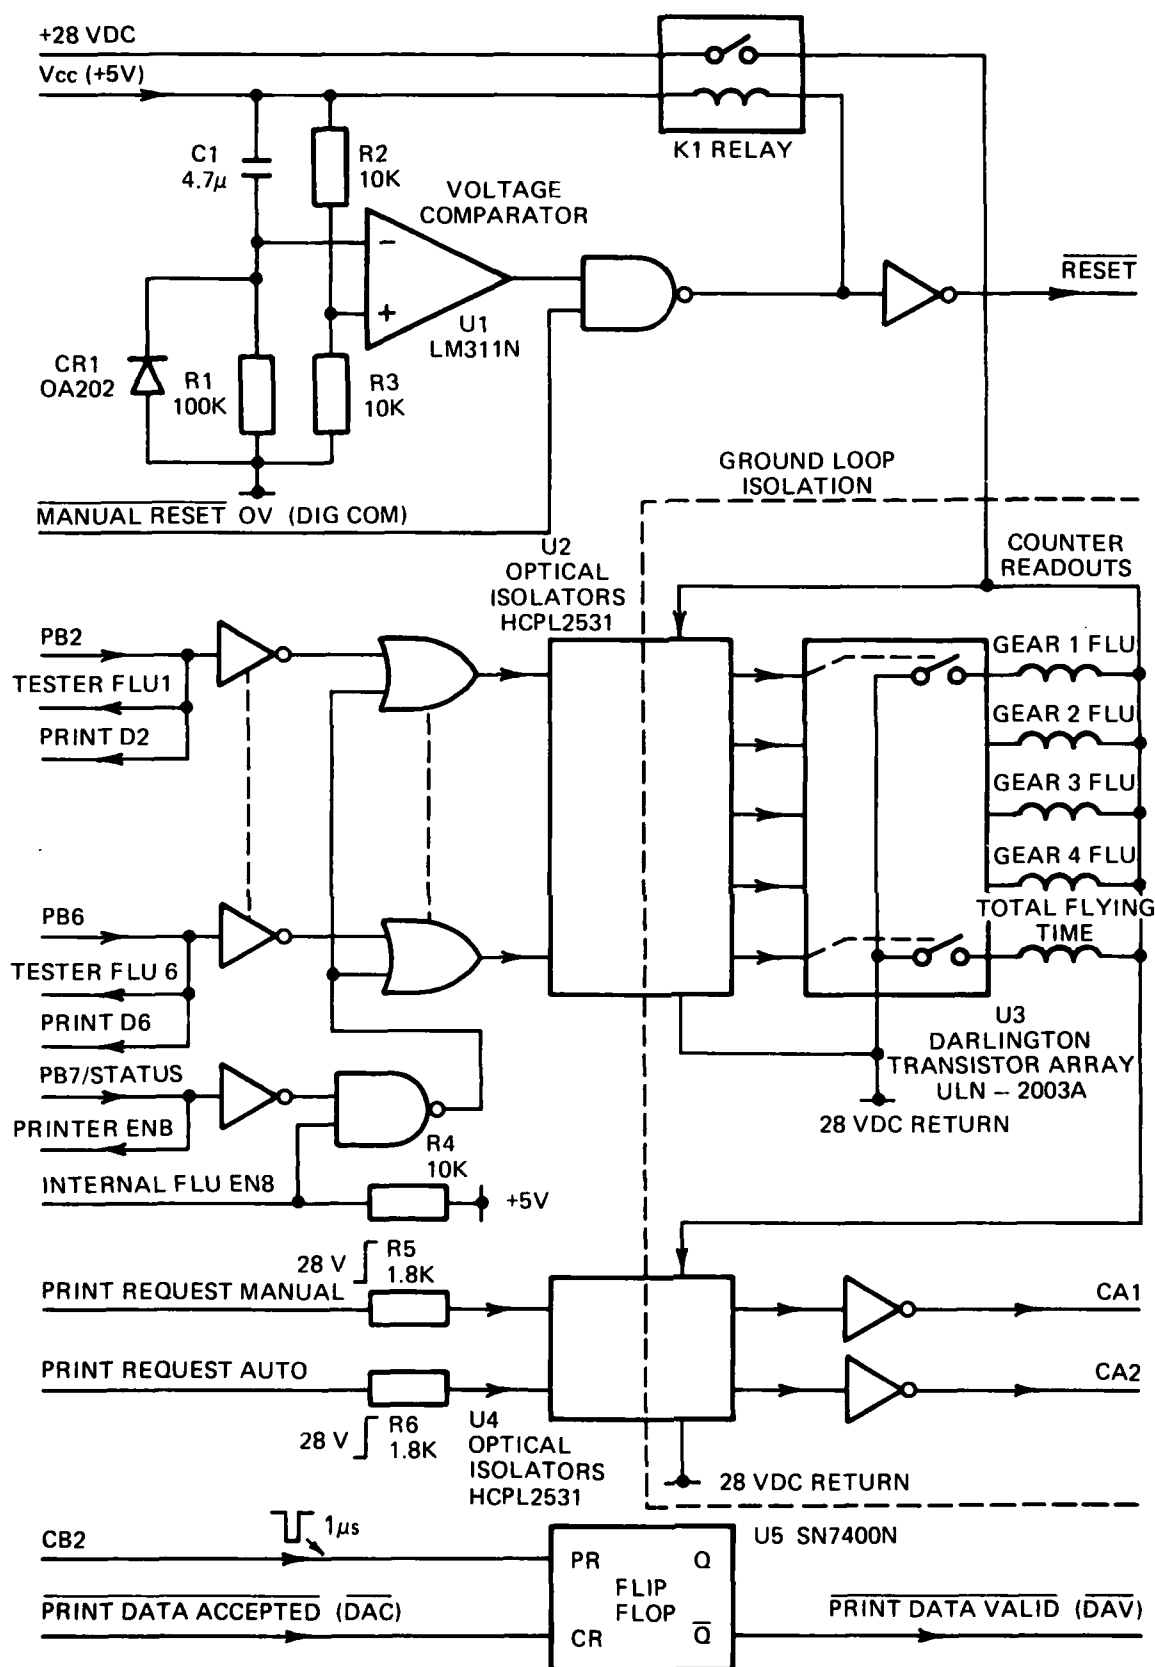 +28 VDC
Vcc (+5V)
K1 RELAY
C1
4.7μ
R2
10K
VOLTAGE
COMPARATOR
−
+
U1
LM311N
RESET
CR1
OA202
R1
100K
R3
10K
GROUND LOOP
ISOLATION
MANUAL RESET OV (DIG COM)
U2
OPTICAL
ISOLATORS
HCPL2531
COUNTER
READOUTS
PB2
TESTER FLU1
PRINT D2
GEAR 1 FLU
GEAR 2 FLU
GEAR 3 FLU
GEAR 4 FLU
TOTAL FLYING
TIME
PB6
TESTER FLU 6
PRINT D6
U3
DARLINGTON
TRANSISTOR ARRAY
ULN – 2003A
28 VDC RETURN
PB7/STATUS
PRINTER ENB
R4
10K
INTERNAL FLU EN8
+5V
28 V
R5
1.8K
PRINT REQUEST MANUAL
CA1
PRINT REQUEST AUTO
CA2
28 V
R6
1.8K
U4
OPTICAL
ISOLATORS
HCPL2531
28 VDC RETURN
U5 SN7400N
CB2
1μs
PR
Q
FLIP
FLOP
PRINT DATA ACCEPTED (DAC)
CR
Q
PRINT DATA VALID (DAV)